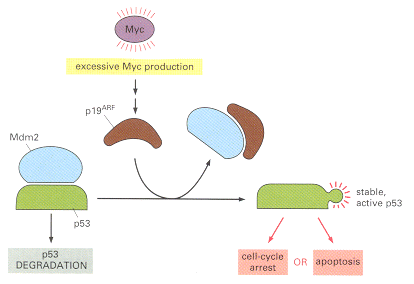 Myc
excessive Myc production
p19ARF
Mdm2
p53
stable,
active p53
p53
DEGRADATION
cell-cycle
arrest
OR
apoptosis